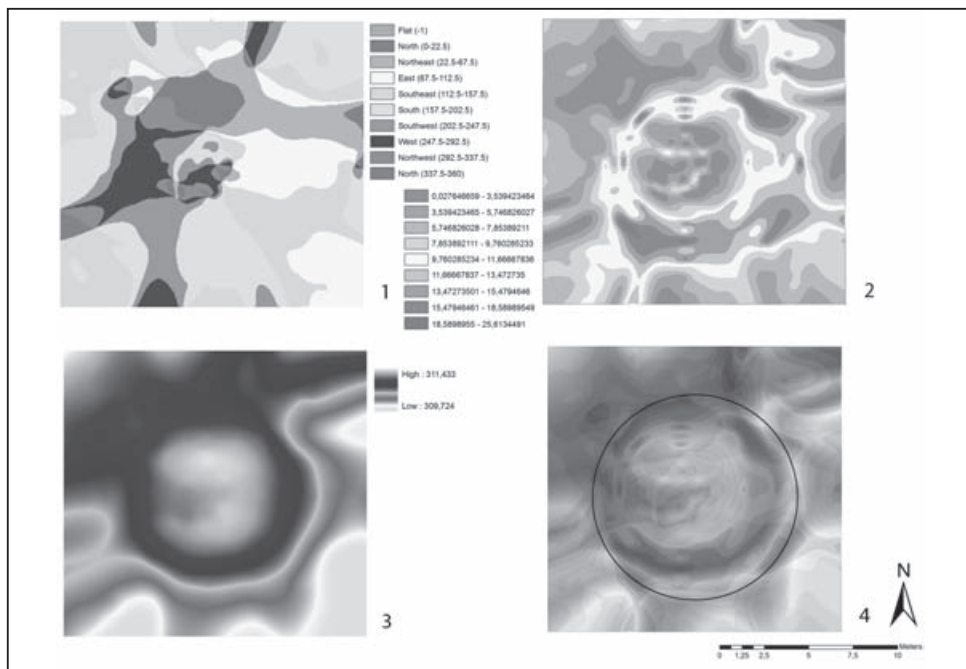 Flat (-1)
North (0-22.5)
Northeast (22.5-67.5)
East (67.5-112.5)
Southeast (112.5-157.5)
South (157.5-202.5)
Southwest (202.5-247.5)
West (247.5-292.5)
Northwest (292.5-337.5)
North (337.5-360)
1
0,027646659 - 3,539423464
3,539423465 - 5,746826027
5,746826028 - 7,85389211
7,853892111 - 9,760285233
9,760285234 - 11,66667636
11,66667637 - 13,472735
13,47273501 - 15,4794646
15,47946461 - 18,58989549
18,5898955 - 25,6134491
2
High : 311,433
Low : 309,724
3
4
N
Meters
0 1,25 2,5 5 7,5 10